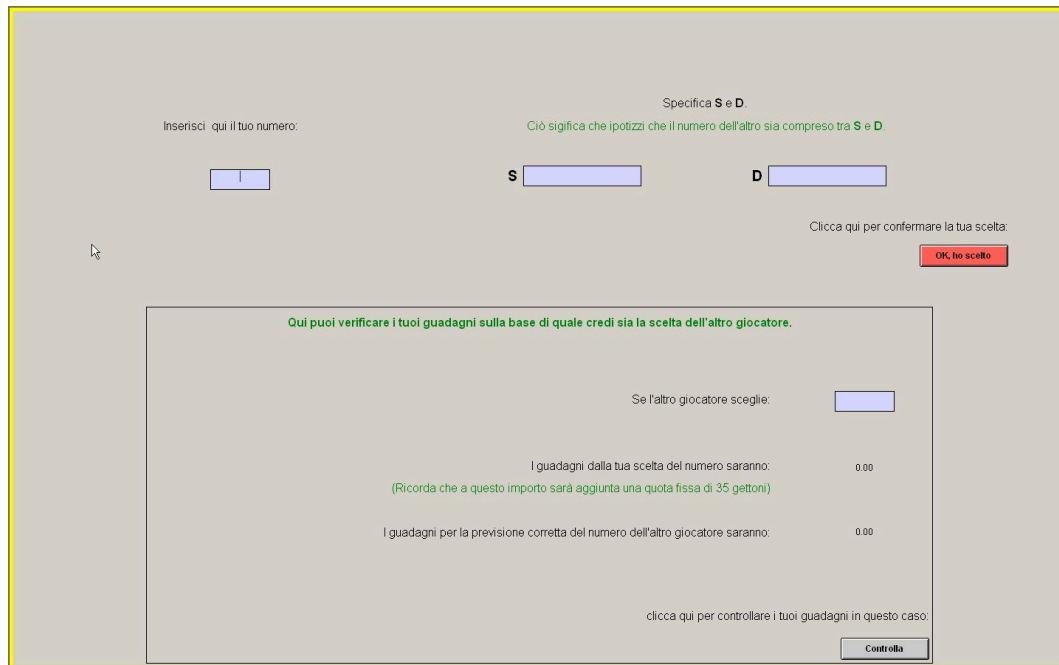 Specifica S e D.
Inserisci qui il tuo numero:
Ciò sigifica che ipotizzi che il numero dell'altro sia compreso tra S e D.
S
D
Clicca qui per confermare la tua scelta:
OK, ho scelto
Qui puoi verificare i tuoi guadagni sulla base di quale credi sia la scelta dell'altro giocatore.
Se l'altro giocatore sceglie:
I guadagni dalla tua scelta del numero saranno: 0.00
(Ricorda che a questo importo sarà aggiunta una quota fissa di 35 gettoni)
I guadagni per la previsione corretta del numero dell'altro giocatore saranno: 0.00
clicca qui per controllare i tuoi guadagni in questo caso:
Controlla